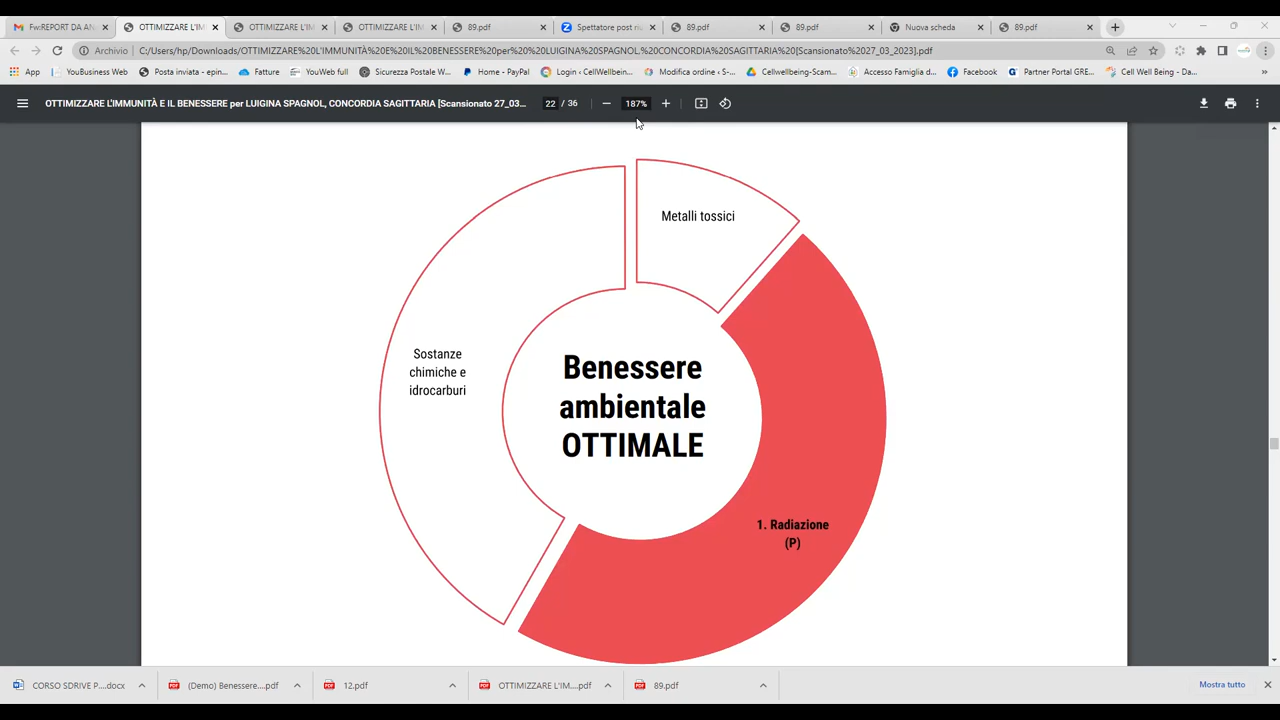 Fw:REPORT DA AN
OTTIMIZZARE L'IM
OTTIMIZZARE L'IM
OTTIMIZZARE L'IM
89.pdf
Spettatore post ri
89.pdf
89.pdf
Nuova scheda
89.pdf
Archivio
C:/Users/hp/Downloads/OTTIMIZZARE%20L'IMMUNITÀ%20E%20IL%20BENESSERE%20per%20%20LUIGINA%20SPAGNOL,%20CONCORDIA%20SAGITTARIA%20[Scansionato%2027_03_2023].pdf
App
YouBusiness Web
Posta inviata - epin...
Fatture
YouWeb full
Sicurezza Postale W...
Home - PayPal
Login ‹ CellWellbein...
Modifica ordine ‹ S-...
Cellwellbeing-Scam...
Accesso Famiglia d...
Facebook
Partner Portal GRE...
Cell Well Being - Da...
OTTIMIZZARE L'IMMUNITÀ E IL BENESSERE per LUIGINA SPAGNOL, CONCORDIA SAGITTARIA [Scansionato 27_03...
22 / 36
187%
Metalli tossici
Sostanze
chimiche e
idrocarburi
Benessere
ambientale
OTTIMALE
1. Radiazione
(P)
CORSO SDRIVE P....docx
(Demo) Benessere....pdf
12.pdf
OTTIMIZZARE L'IM....pdf
89.pdf
Mostra tutto